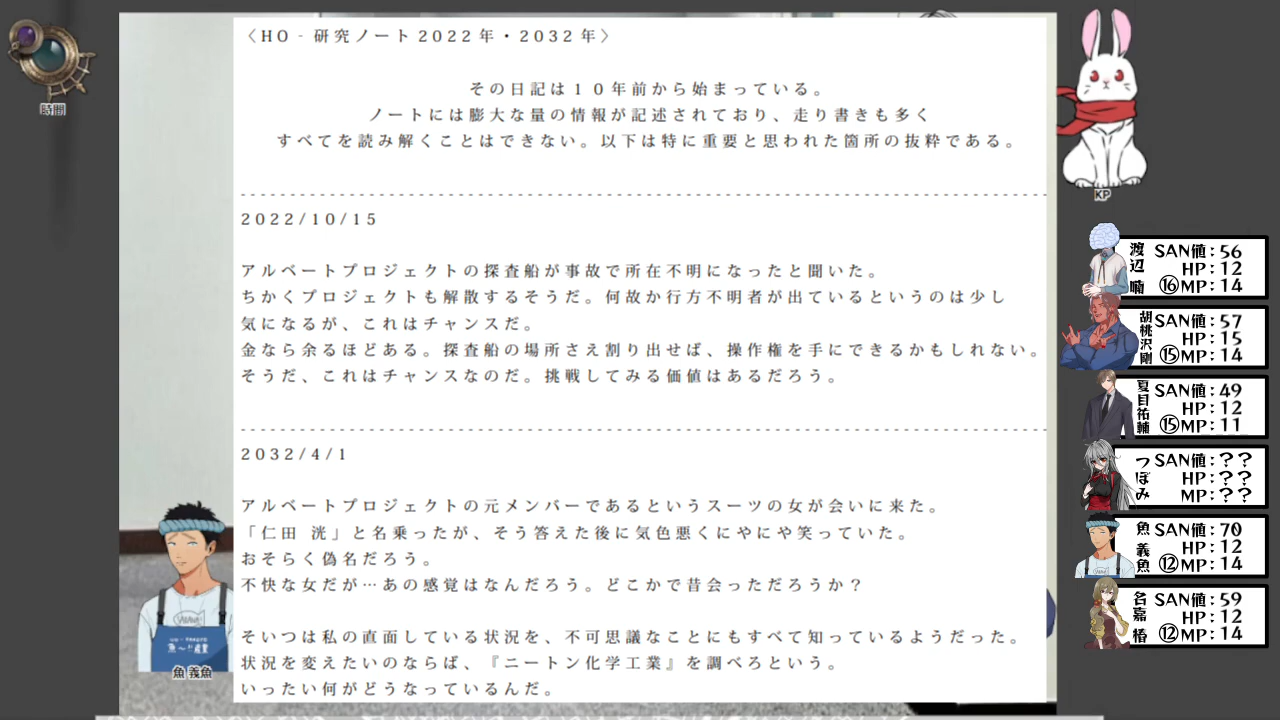 〈HO‐研究ノート2022年・2032年〉
その日記は10年前から始まっている。
ノートには膨大な量の情報が記述されており、走り書きも多く
すべてを読み解くことはできない。以下は特に重要と思われた箇所の抜粋である。
2022/10/15
アルベートプロジェクトの探査船が事故で所在不明になったと聞いた。
ちかくプロジェクトも解散するそうだ。何故か行方不明者が出ているというのは少し
気になるが、これはチャンスだ。
金なら余るほどある。探査船の場所さえ割り出せば、操作権を手にできるかもしれない。
そうだ、これはチャンスなのだ。挑戦してみる価値はあるだろう。
2032/4/1
アルベートプロジェクトの元メンバーであるというスーツの女が会いに来た。
「仁田 洸」と名乗ったが、そう答えた後に気色悪くにやにや笑っていた。
おそらく偽名だろう。
不快な女だが…あの感覚はなんだろう。どこかで昔会っただろうか?
そいつは私の直面している状況を、不可思議なことにもすべて知っているようだった。
状況を変えたいのならば、『ニートン化学工業』を調べろという。
いったい何がどうなっているんだ。
時間
魚 義魚
KP
渡辺 喃
SAN値:56
HP:12
⑯MP:14
胡桃沢剛
SAN値:57
HP:15
⑮MP:14
夏目祐輔
SAN値:49
HP:12
⑮MP:11
つぼみ
SAN値:??
HP:??
MP:??
魚 義魚
SAN値:70
HP:12
⑫MP:14
名嘉 椿
SAN値:59
HP:12
⑫MP:14